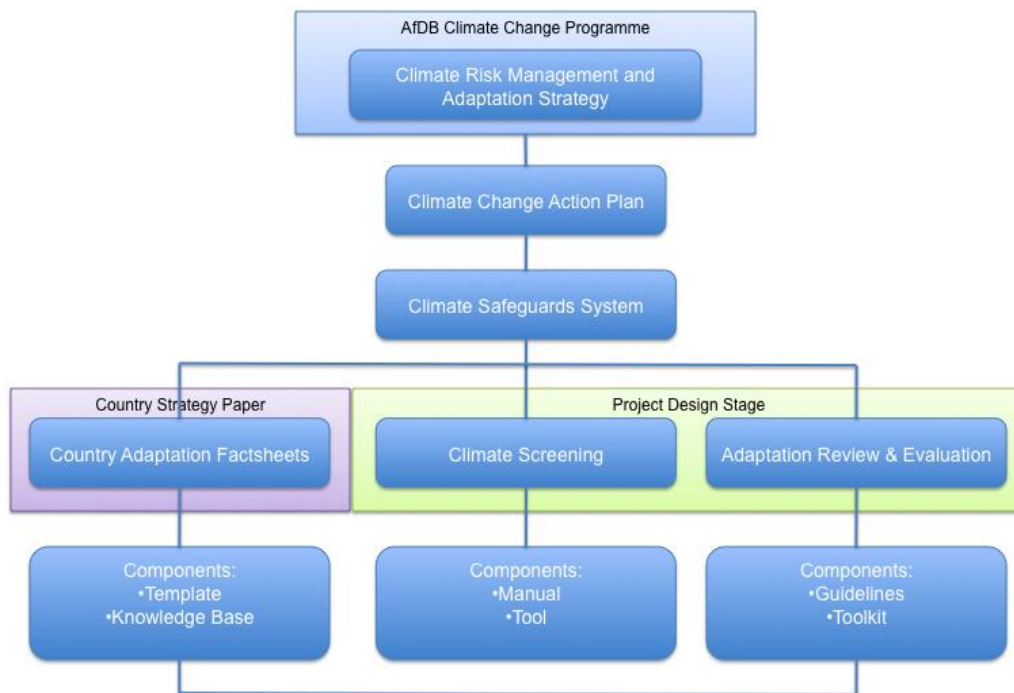 AfDB Climate Change Programme
Climate Risk Management and
Adaptation Strategy
Climate Change Action Plan
Climate Safeguards System
Country Strategy Paper
Project Design Stage
Country Adaptation Factsheets
Climate Screening
Adaptation Review & Evaluation
Components:
•Template
•Knowledge Base
Components:
•Manual
•Tool
Components:
•Guidelines
•Toolkit